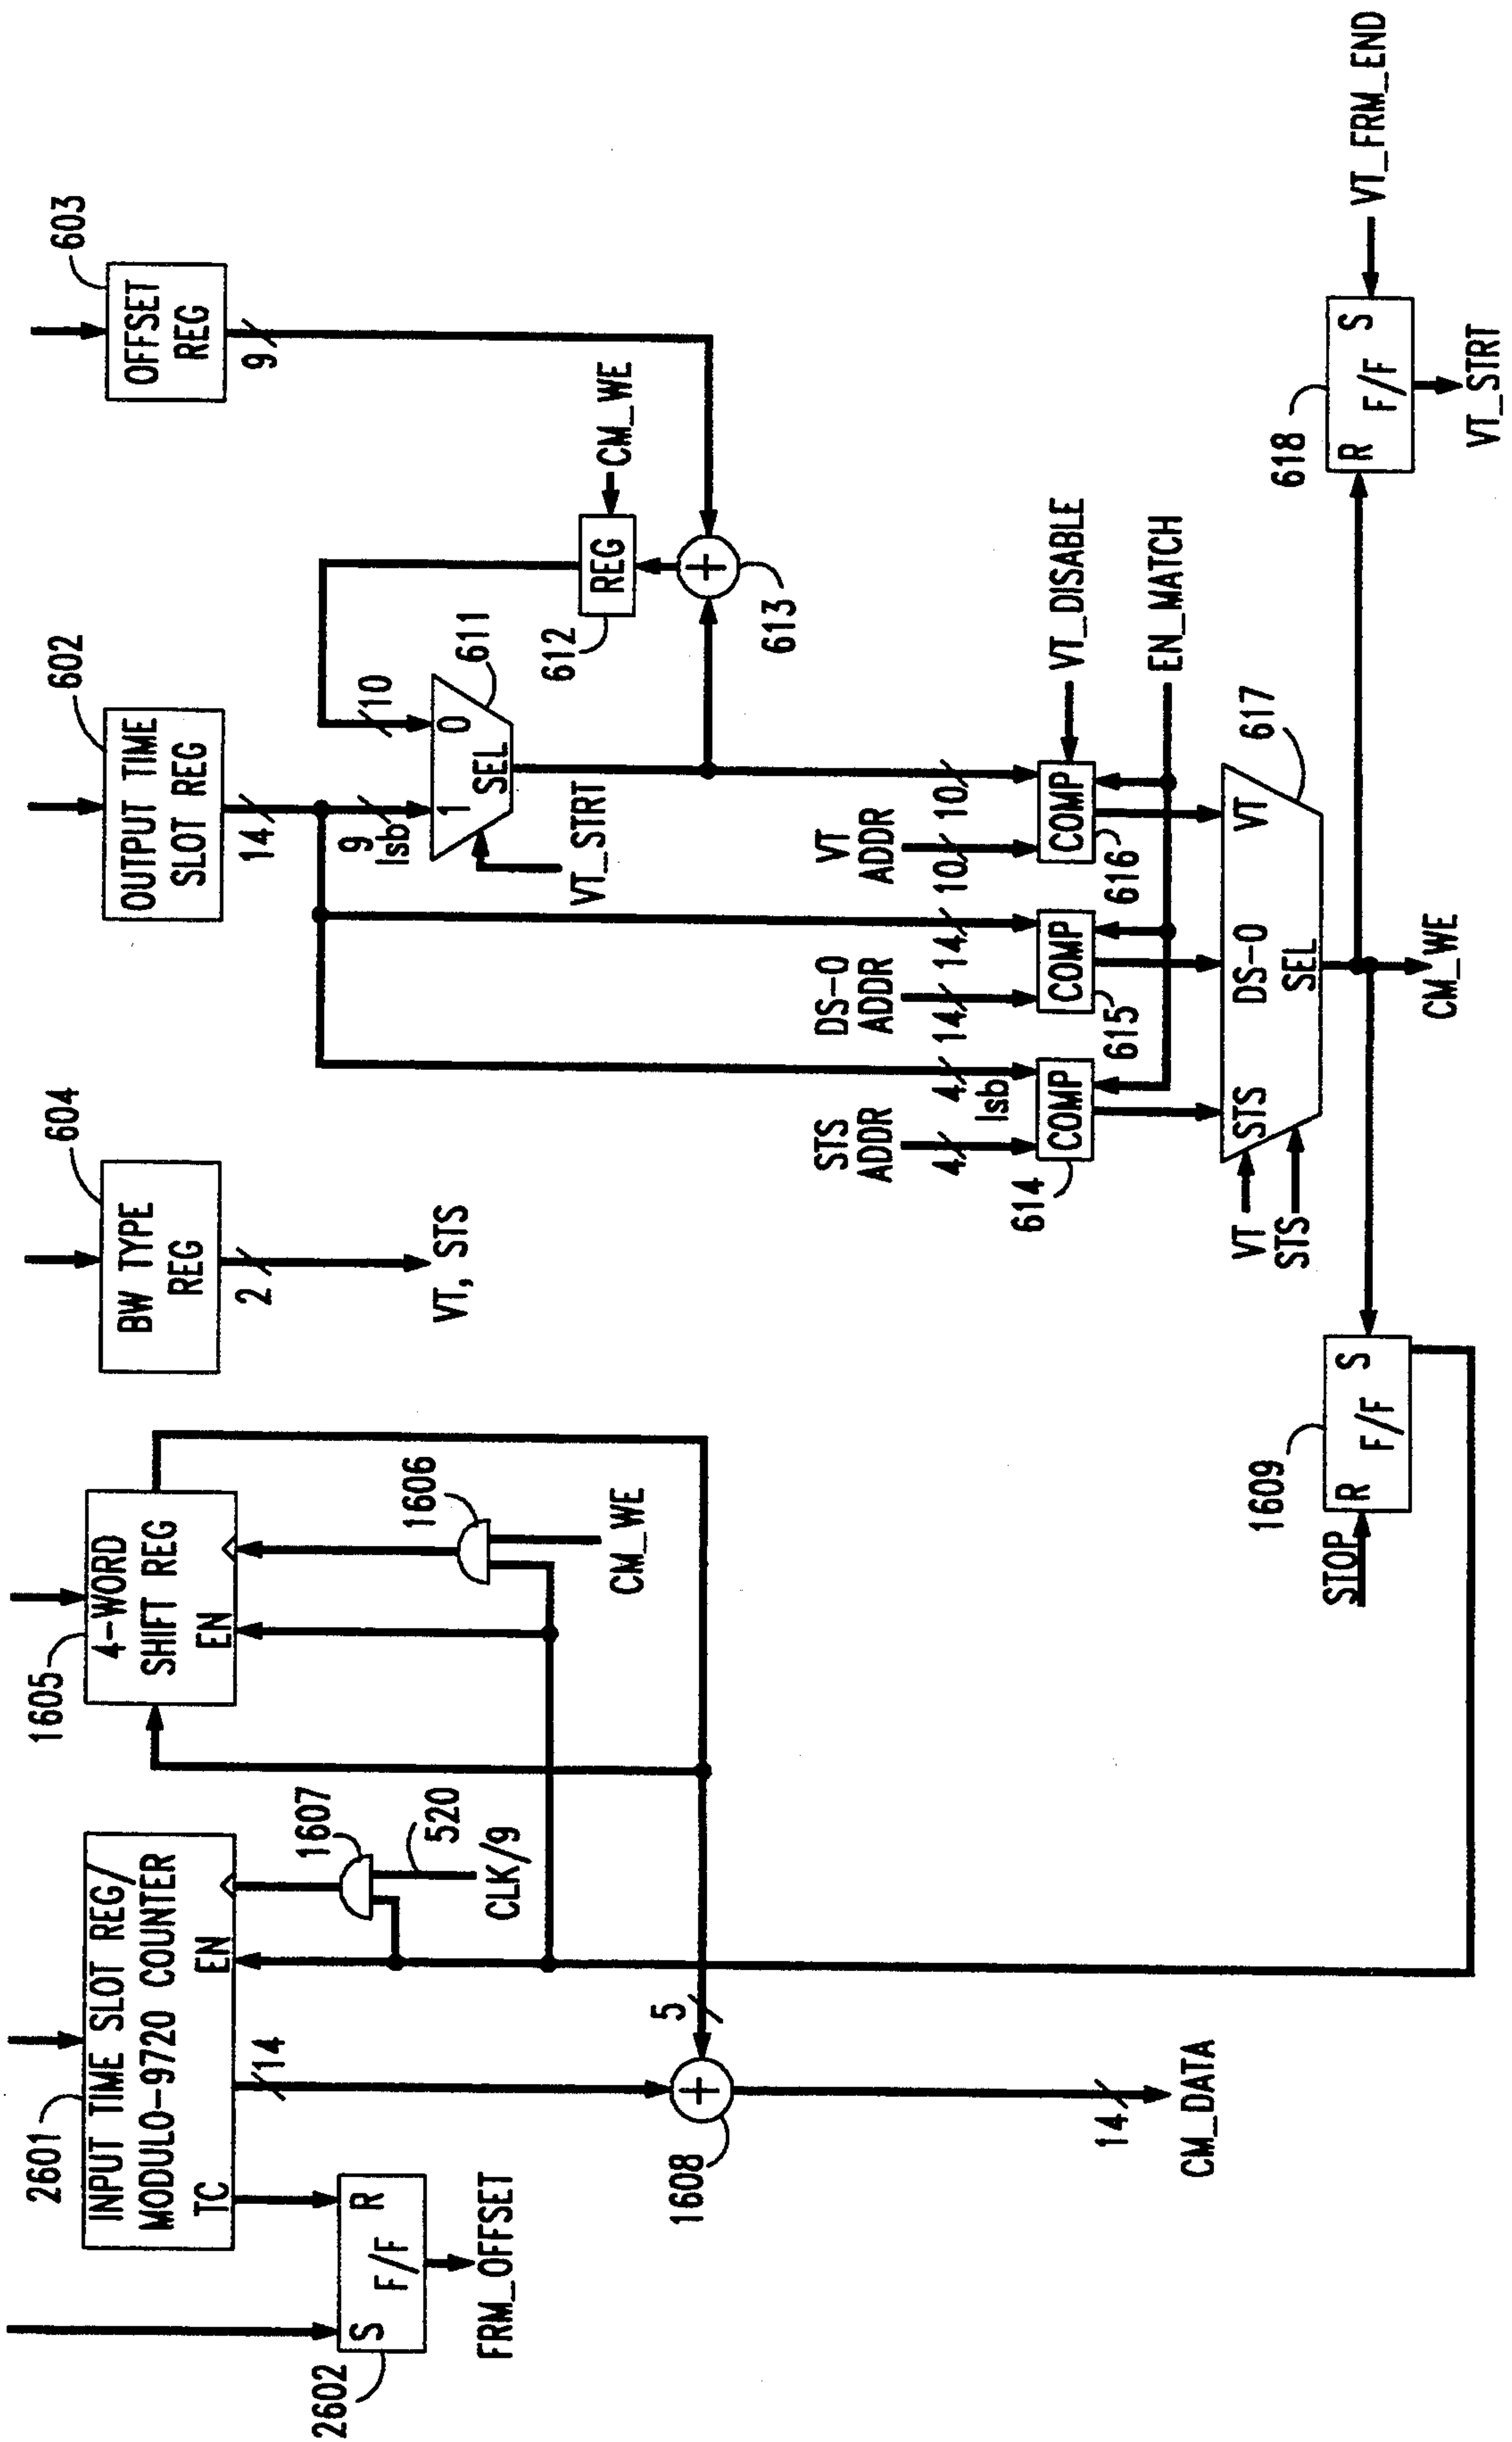 2601
INPUT TIME SLOT REG/
MODULO-9720 COUNTER
TC
EN
14
2602
S
R
F/F
FRM_OFFSET
1607
520
CLK/9
1605
4-WORD
SHIFT REG
EN
1606
CM_WE
5
1608
14
CM_DATA
604
BW TYPE
REG
2
VT, STS
602
OUTPUT TIME
SLOT REG
14
9
lsb
10
1
0
SEL
611
VT_STRT
603
OFFSET
REG
9
612
REG
CM_WE
613
STS
ADDR
4
4
lsb
DS-0
ADDR
14
14
VT
ADDR
10
10
VT_DISABLE
EN_MATCH
COMP
614
COMP
615
COMP
616
STS
DS-0
VT
SEL
617
VT
STS
CM_WE
1609
STOP
R
S
F/F
618
R
S
F/F
VT_FRM_END
VT_STRT